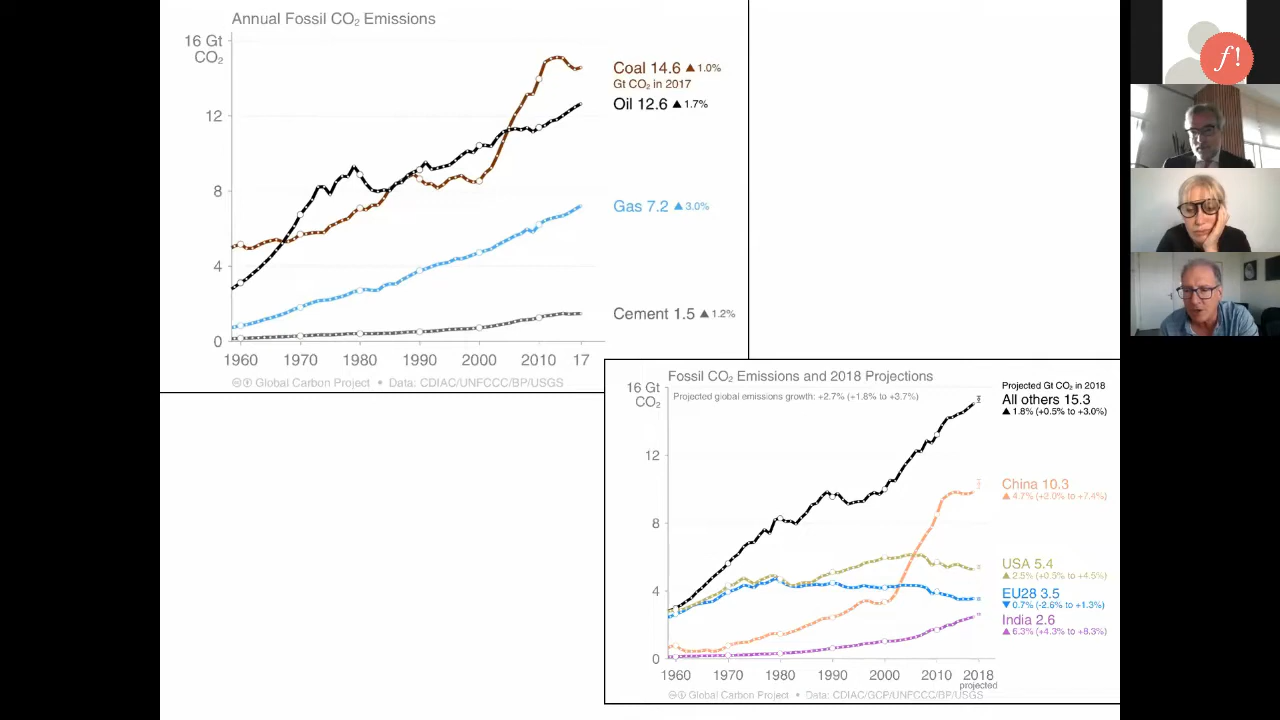 Annual Fossil CO₂ Emissions
16 Gt
CO₂
12
8
4
0
1960 1970 1980 1990 2000 2010 17
Coal 14.6 ▲ 1.0%
Gt CO₂ in 2017
Oil 12.6 ▲ 1.7%
Gas 7.2 ▲ 3.0%
Cement 1.5 ▲ 1.2%
Global Carbon Project • Data: CDIAC/UNFCCC/BP/USGS
Fossil CO₂ Emissions and 2018 Projections
16 Gt
CO₂
Projected global emissions growth: +2.7% (+1.8% to +3.7%)
12
8
4
0
1960 1970 1980 1990 2000 2010 2018
projected
Projected Gt CO₂ in 2018
All others 15.3
▲ 1.8% (+0.5% to +3.0%)
China 10.3
▲ 4.7% (+2.0% to +7.4%)
USA 5.4
▲ 2.5% (+0.5% to +4.5%)
EU28 3.5
▼ 0.7% (-2.6% to +1.3%)
India 2.6
▲ 6.3% (+4.3% to +8.3%)
Global Carbon Project • Data: CDIAC/GCP/UNFCCC/BP/USGS
f!